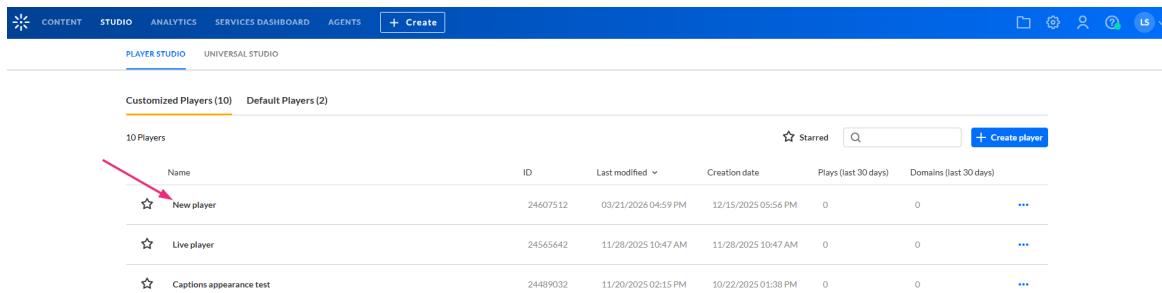 CONTENT STUDIO ANALYTICS SERVICES DASHBOARD AGENTS + Create LS
PLAYER STUDIO UNIVERSAL STUDIO
Customized Players (10) Default Players (2)
10 Players Starred + Create player
Name ID Last modified Creation date Plays (last 30 days) Domains (last 30 days)
New player 24607512 03/21/2026 04:59 PM 12/15/2025 05:56 PM 0 0
Live player 24565642 11/28/2025 10:47 AM 11/28/2025 10:47 AM 0 0
Captions appearance test 24489032 11/20/2025 02:15 PM 10/22/2025 01:38 PM 0 0